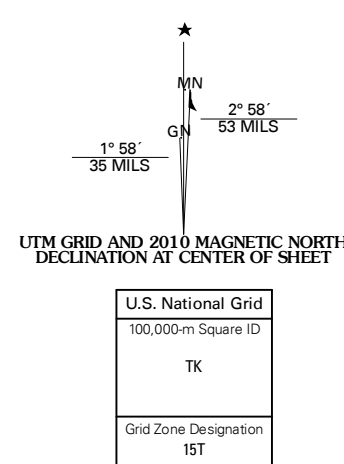 ★
MN
GN
2° 58´
53 MILS
1° 58´
35 MILS
UTM GRID AND 2010 MAGNETIC NORTH
DECLINATION AT CENTER OF SHEET
U.S. National Grid
100,000-m Square ID
TK
Grid Zone Designation
15T